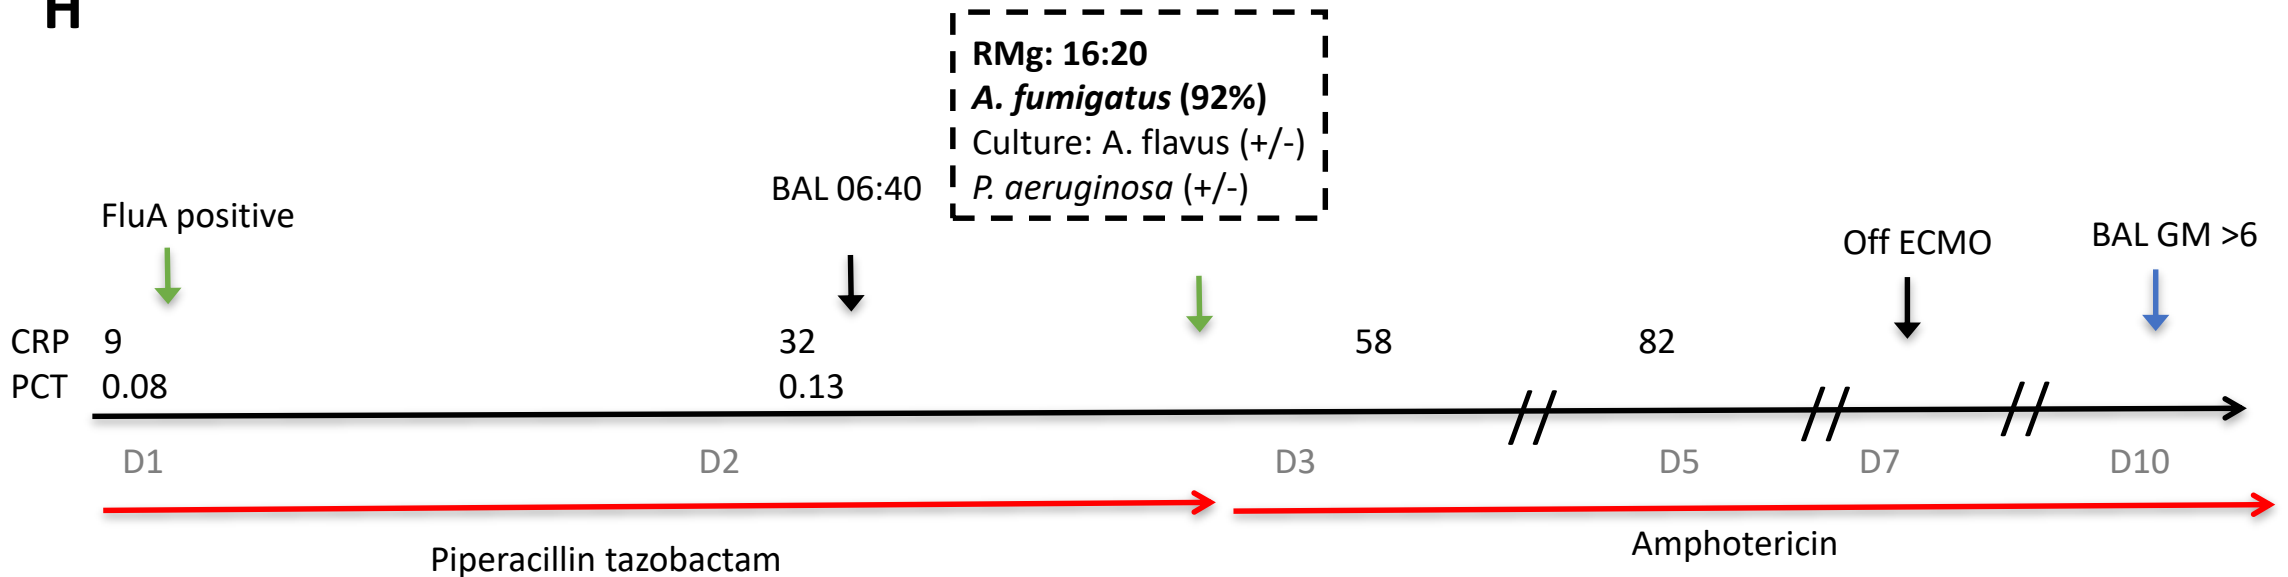 H
RMg: 16:20
A. fumigatus (92%)
Culture: A. flavus (+/-)
P. aeruginosa (+/-)
BAL 06:40
FluA positive
Off ECMO
BAL GM >6
CRP 9 32 58 82
PCT 0.08 0.13
D1 D2 D3 D5 D7 D10
Piperacillin tazobactam
Amphotericin